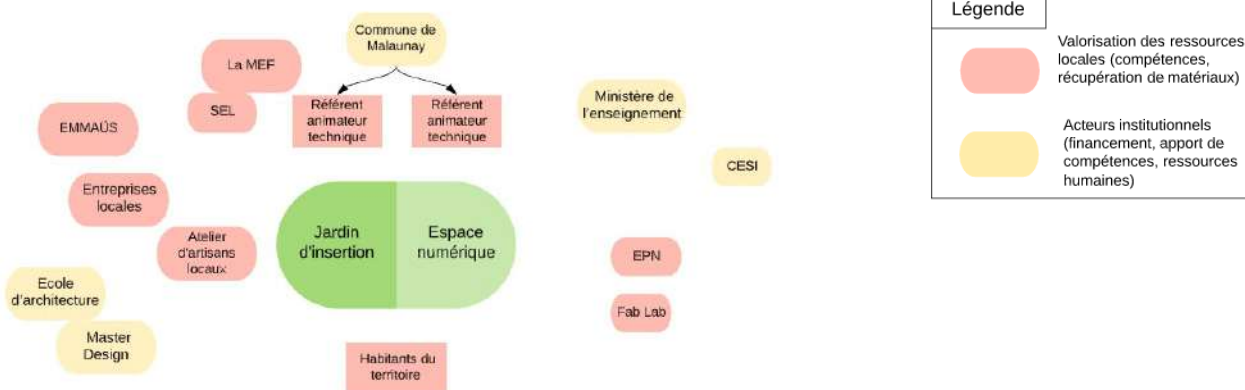 Commune de
Malaunay
La MEF
SEL
EMMAÜS
Référent
animateur
technique
Référent
animateur
technique
Ministère de
l'enseignement
CESI
Entreprises
locales
Atelier
d'artisans
locaux
Jardin
d'insertion
Espace
numérique
EPN
Fab Lab
Ecole
d'architecture
Master
Design
Habitants du
territoire
Légende
Valorisation des ressources
locales (compétences,
récupération de matériaux)
Acteurs institutionnels
(financement, apport de
compétences, ressources
humaines)